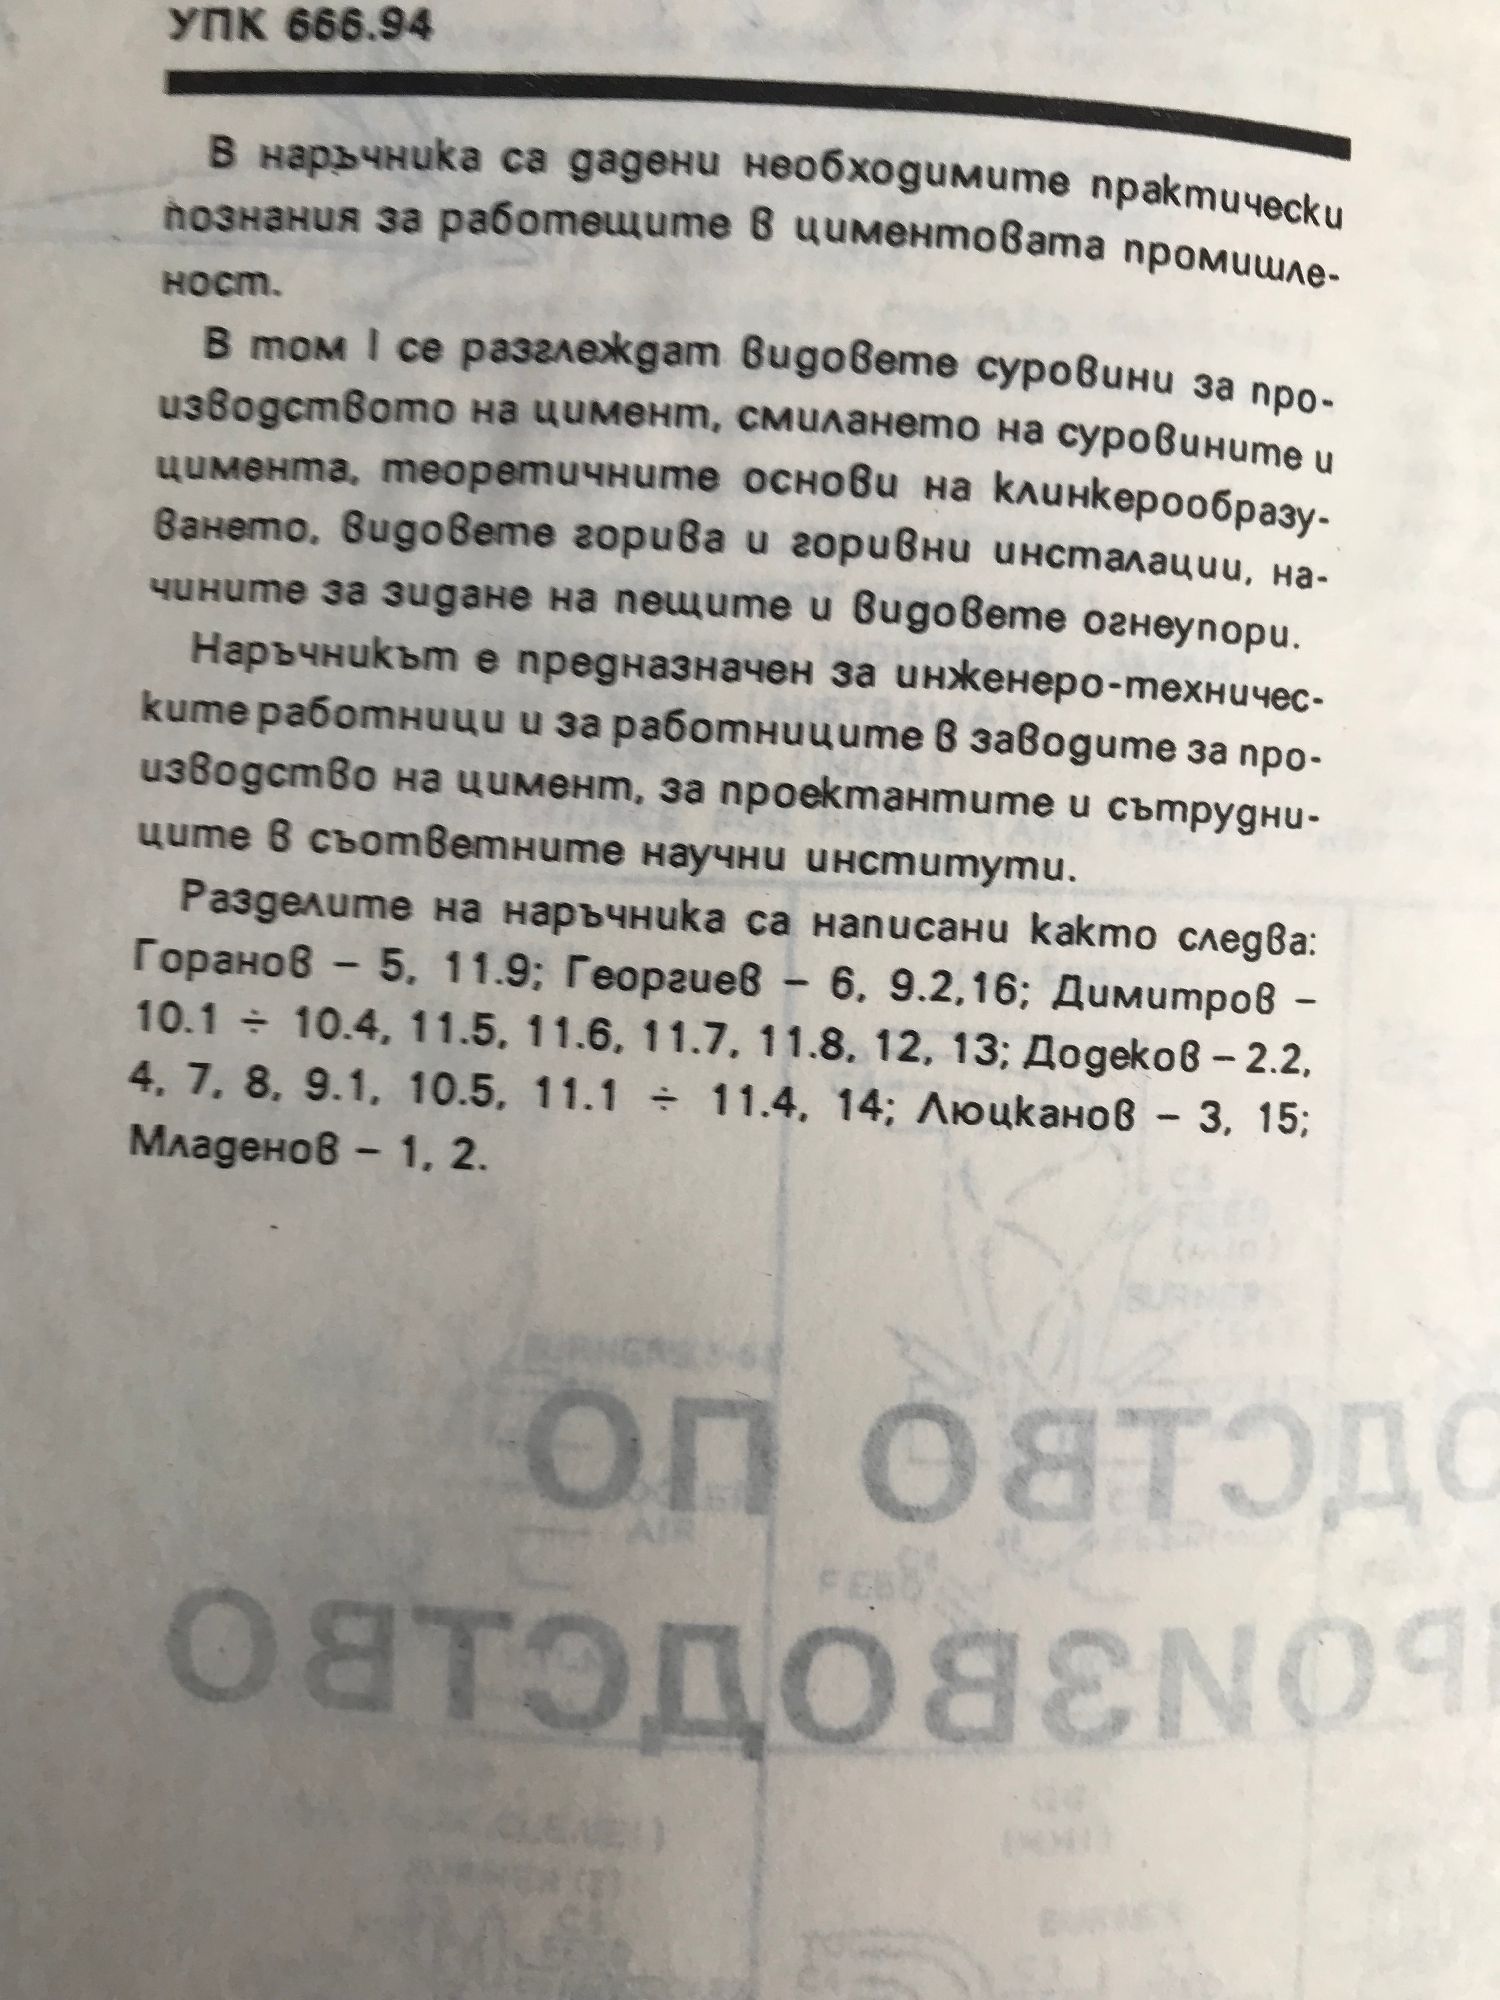 УПК 666.94
В наръчника са дадени необходимите практически
познания за работещите в циментовата промишле-
ност.
В том I се разглеждат видовете суровини за про-
изводството на цимент, смилането на суровините и
цимента, теоретичните основи на клинкерообразу-
ването, видовете горива и горивни инсталации, на-
чините за зидане на пещите и видовете огнеупори.
Наръчникът е предназначен за инженеро-техничес-
ките работници и за работниците в заводите за про-
изводство на цимент, за проектантите и сътрудни-
ците в съответните научни институти.
Разделите на наръчника са написани както следва:
Горанов – 5, 11.9; Георгиев – 6, 9.2,16; Димитров –
10.1 ÷ 10.4, 11.5, 11.6, 11.7, 11.8, 12, 13; Додеков – 2.2,
4, 7, 8, 9.1, 10.5, 11.1 ÷ 11.4, 14; Люцканов – 3, 15;
Младенов – 1, 2.
ОДСТВО ПО
РОИЗВОДСТВО
BURNERS
AIR
FEED